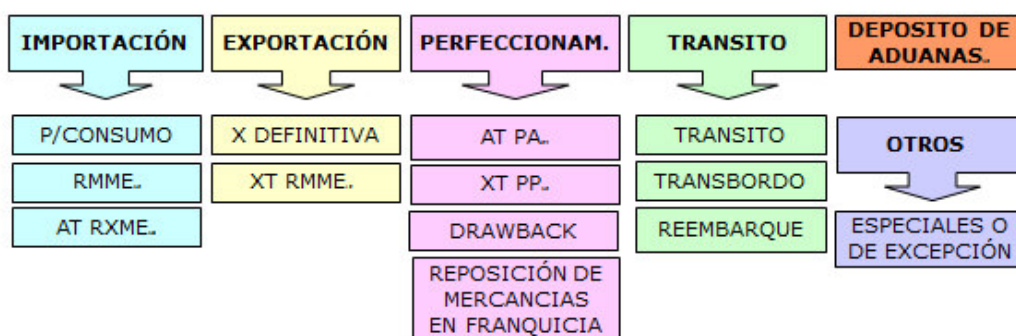 IMPORTACIÓN
P/CONSUMO
RMME..
AT RXME..
EXPORTACIÓN
X DEFINITIVA
XT RMME..
PERFECCIONAM.
AT PA..
XT PP..
DRAWBACK
REPOSICIÓN DE
MERCANCIAS
EN FRANQUICIA
TRANSITO
TRANSITO
TRANSBORDO
REEMBARQUE
DEPOSITO DE
ADUANAS..
OTROS
ESPECIALES O
DE EXCEPCIÓN